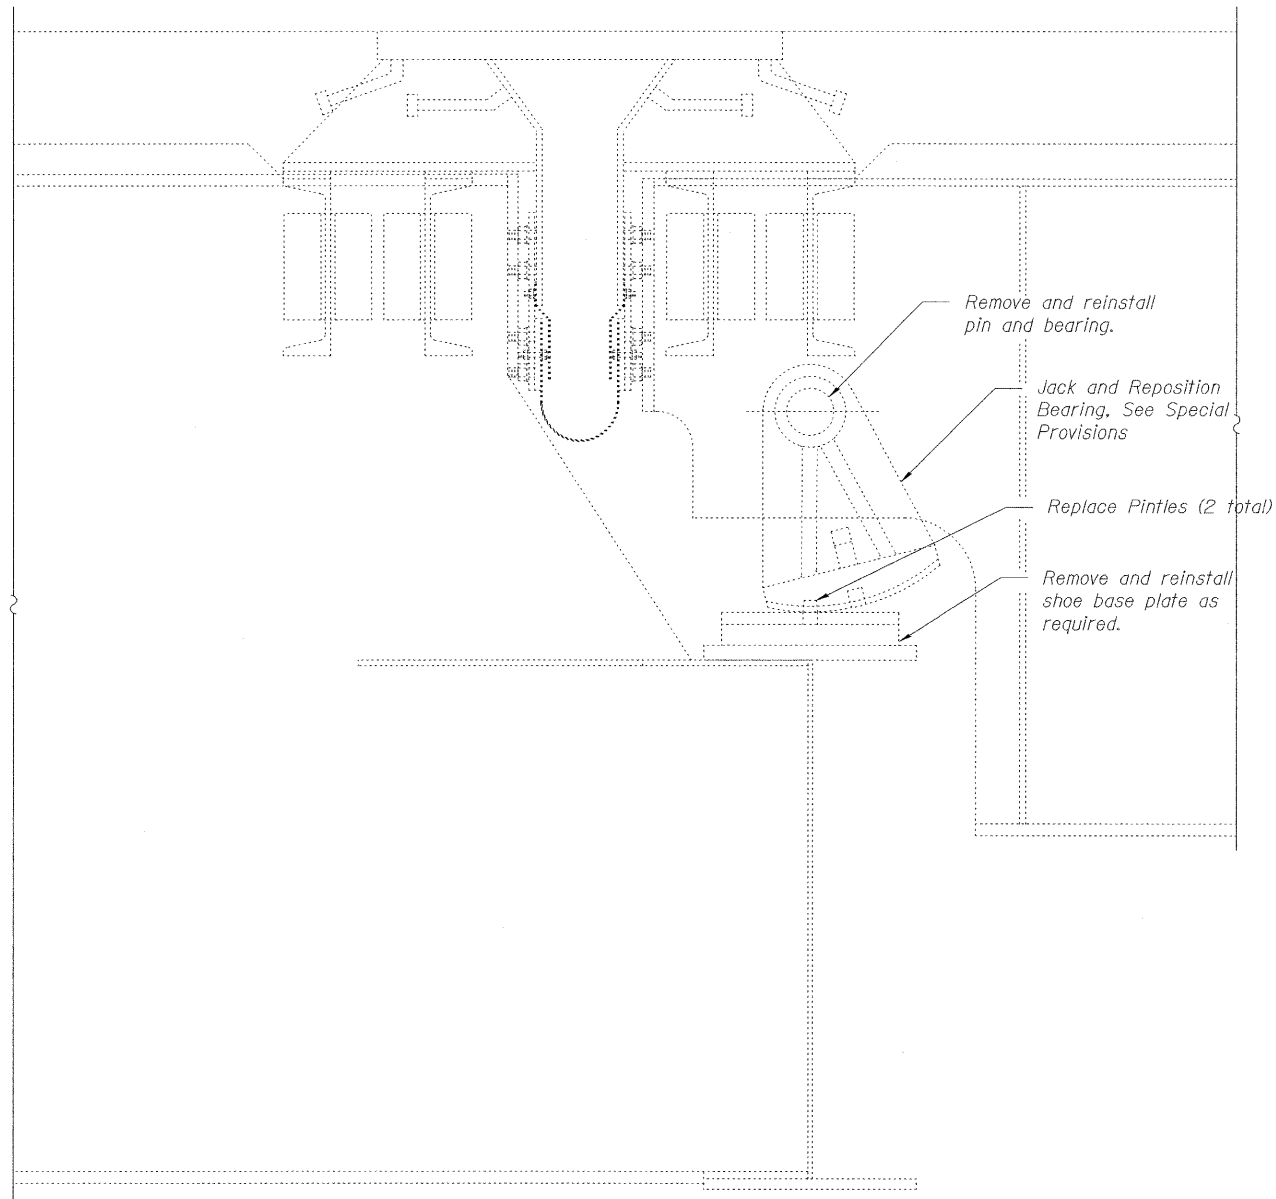 Remove and reinstall
pin and bearing.
Jack and Reposition
Bearing, See Special
Provisions
Replace Pintles (2 total)
Remove and reinstall
shoe base plate as
required.